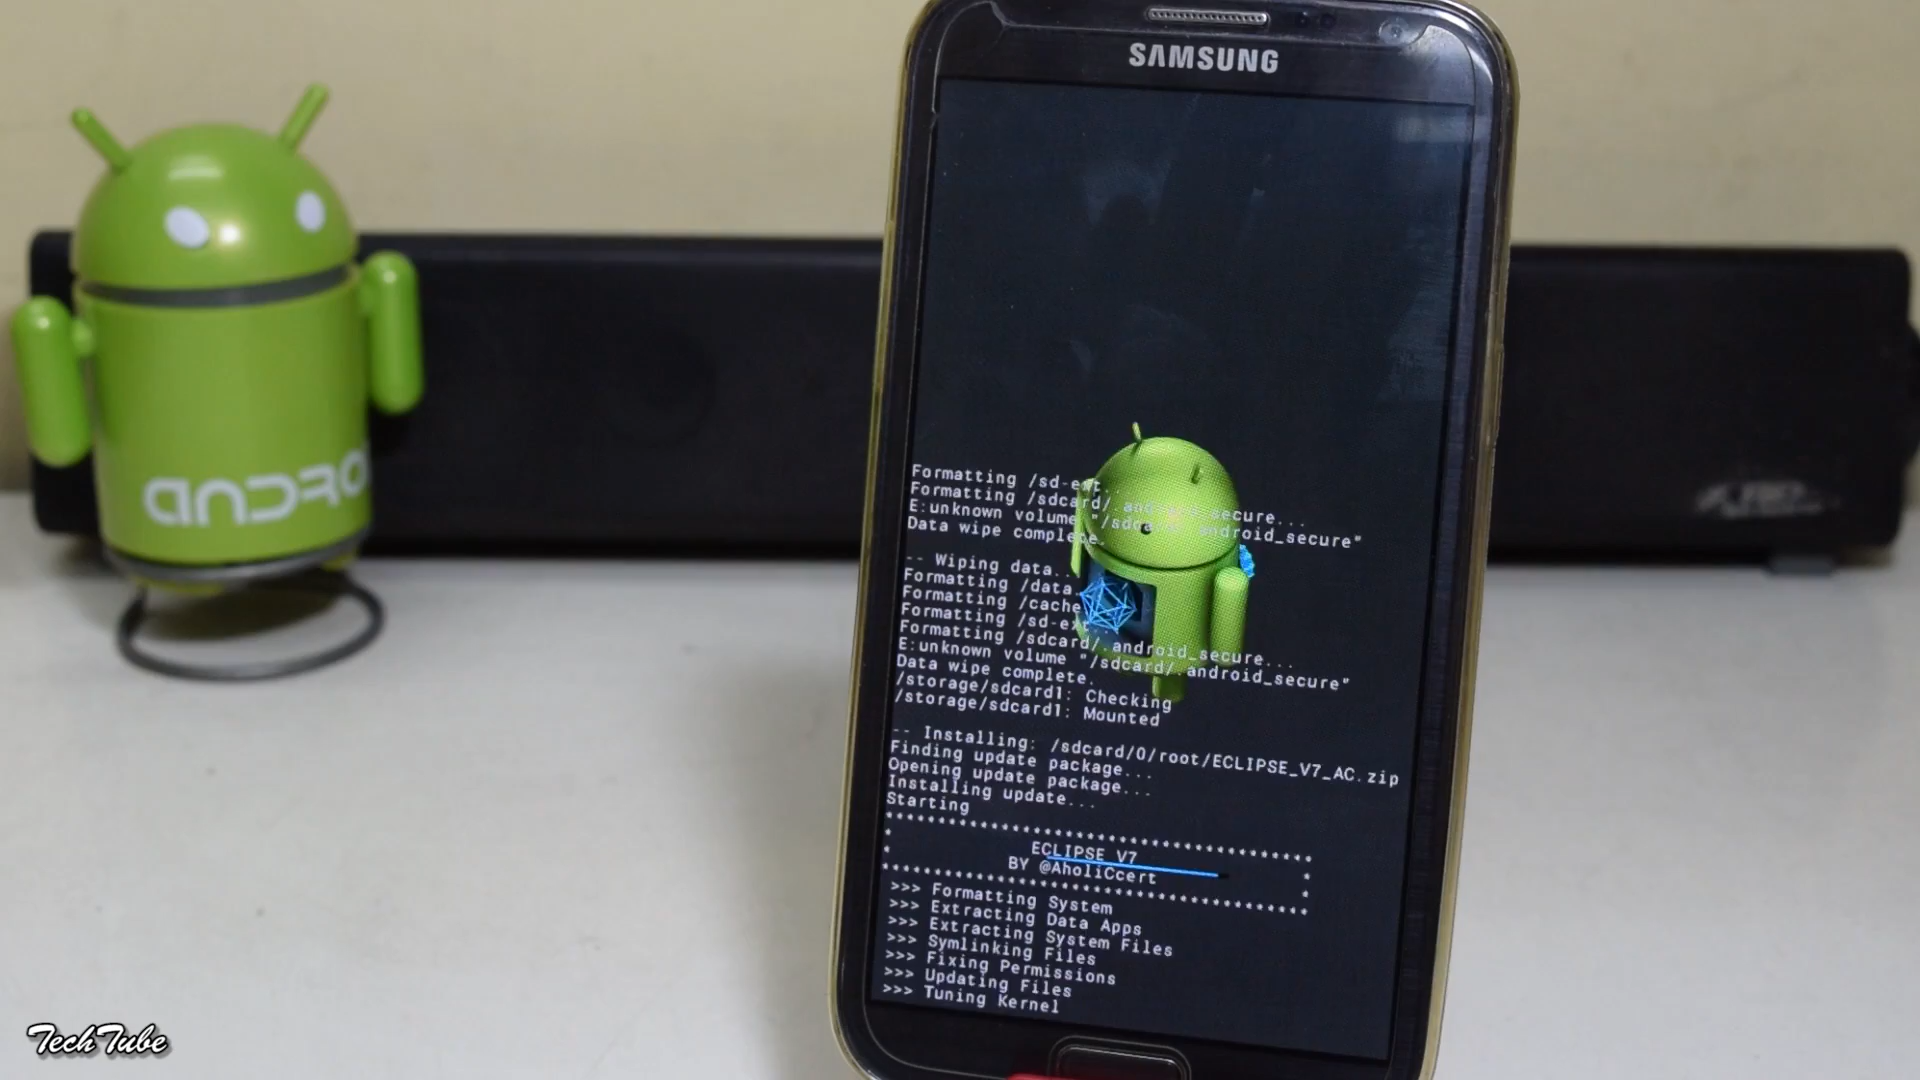 SAMSUNG
ANDRO
Formatting /sd-ext..
Formatting /sdcard/.android_secure...
E:unknown volume "/sdcard/.android_secure"
Data wipe complete.
-- Wiping data...
Formatting /data.
Formatting /cache
Formatting /sd-ext.
Formatting /sdcard/.android_secure...
E:unknown volume "/sdcard/.android_secure"
Data wipe complete.
/storage/sdcard1: Checking
/storage/sdcard1: Mounted
-- Installing: /sdcard/0/root/ECLIPSE_V7_AC.zip
Finding update package...
Opening update package...
Installing update...
Starting
ECLIPSE V7
BY @AholiCcert
>>> Formatting System
>>> Extracting Data Apps
>>> Extracting System Files
>>> Symlinking Files
>>> Fixing Permissions
>>> Updating Files
>>> Tuning Kernel
TechTube